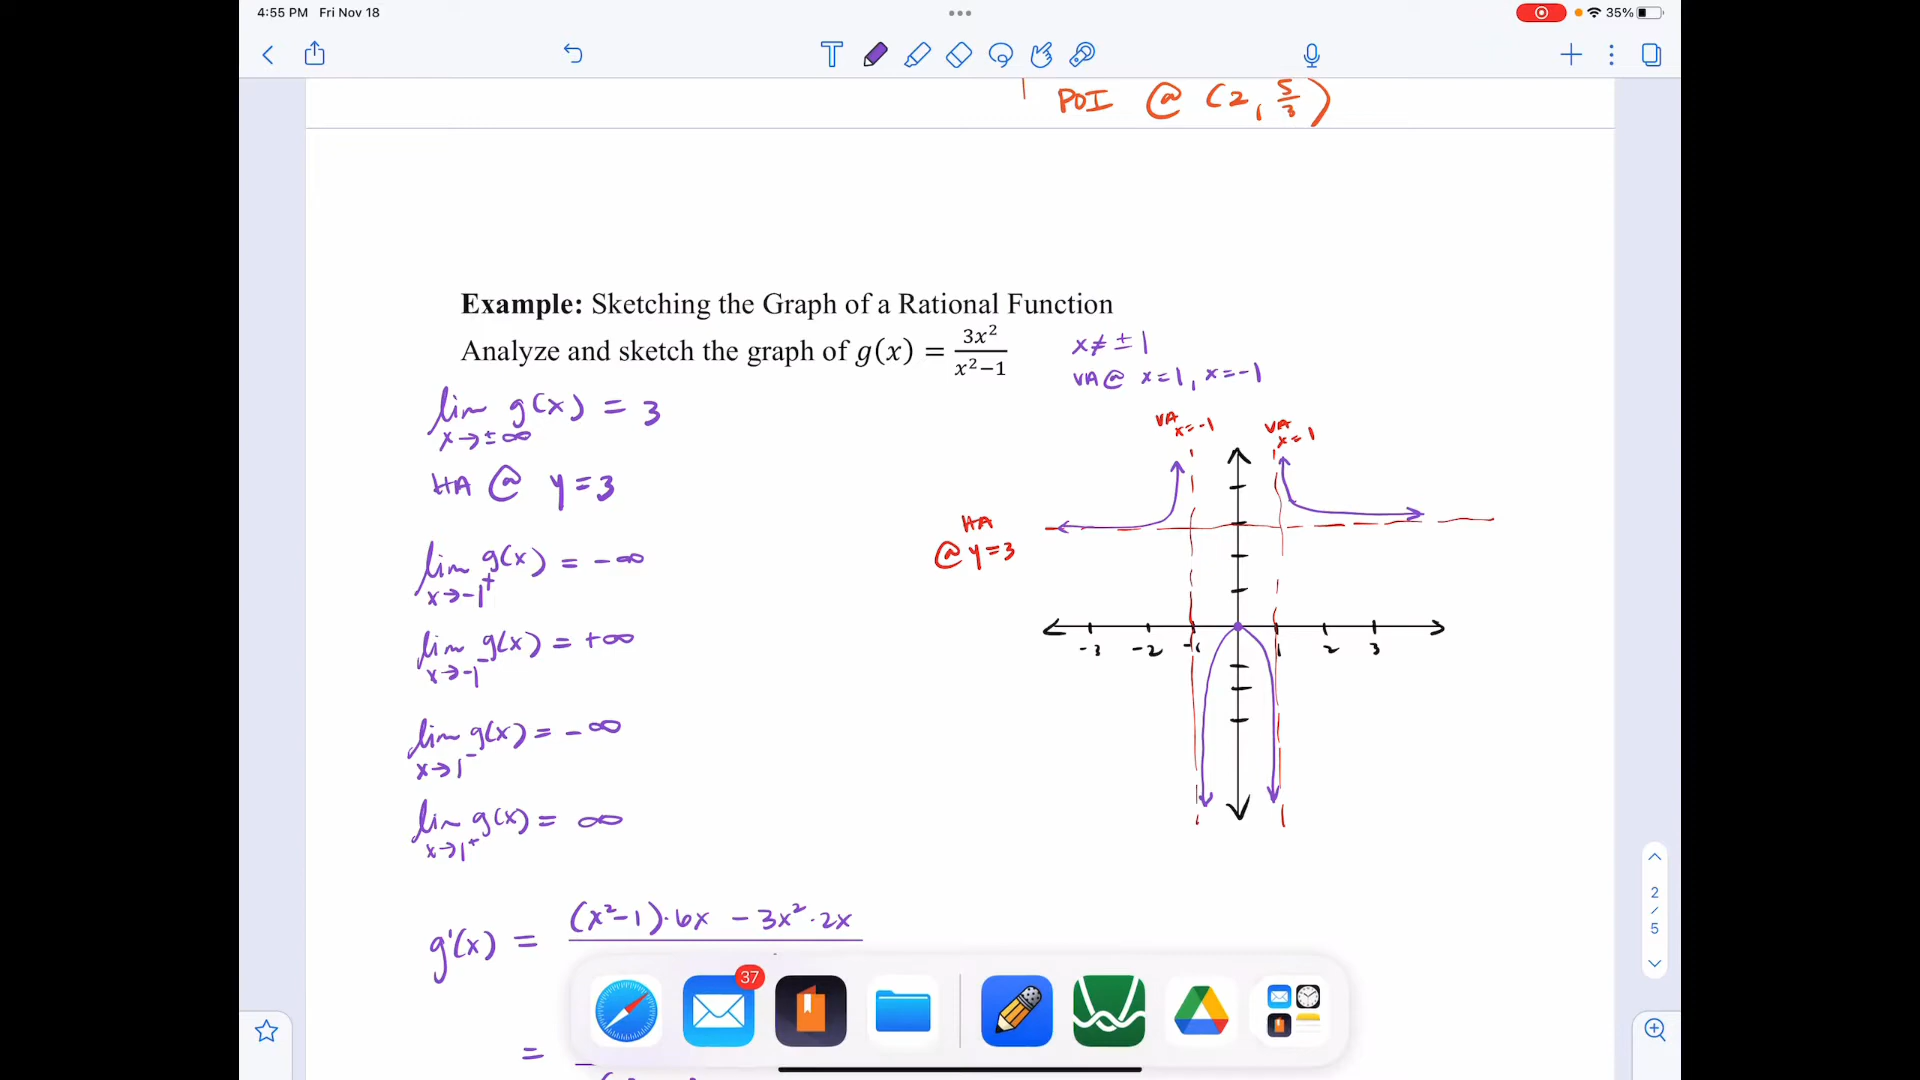 4:55 PM Fri Nov 18
35%
POI @ (2, 5/3)
Example: Sketching the Graph of a Rational Function
Analyze and sketch the graph of g(x) = 3x²/(x²−1)
x ≠ ±1
VA @ x=1, x=-1
lim g(x) = 3
x→±∞
HA @ y=3
VA x=-1
VA x=1
HA
@ y=3
lim g(x) = -∞
x→-1⁺
lim g(x) = +∞
x→-1⁻
-3 -2 -1 1 2 3
lim g(x) = -∞
x→1⁻
lim g(x) = ∞
x→1⁺
g'(x) = (x²-1)·6x - 3x²·2x
=
37
2
/
5